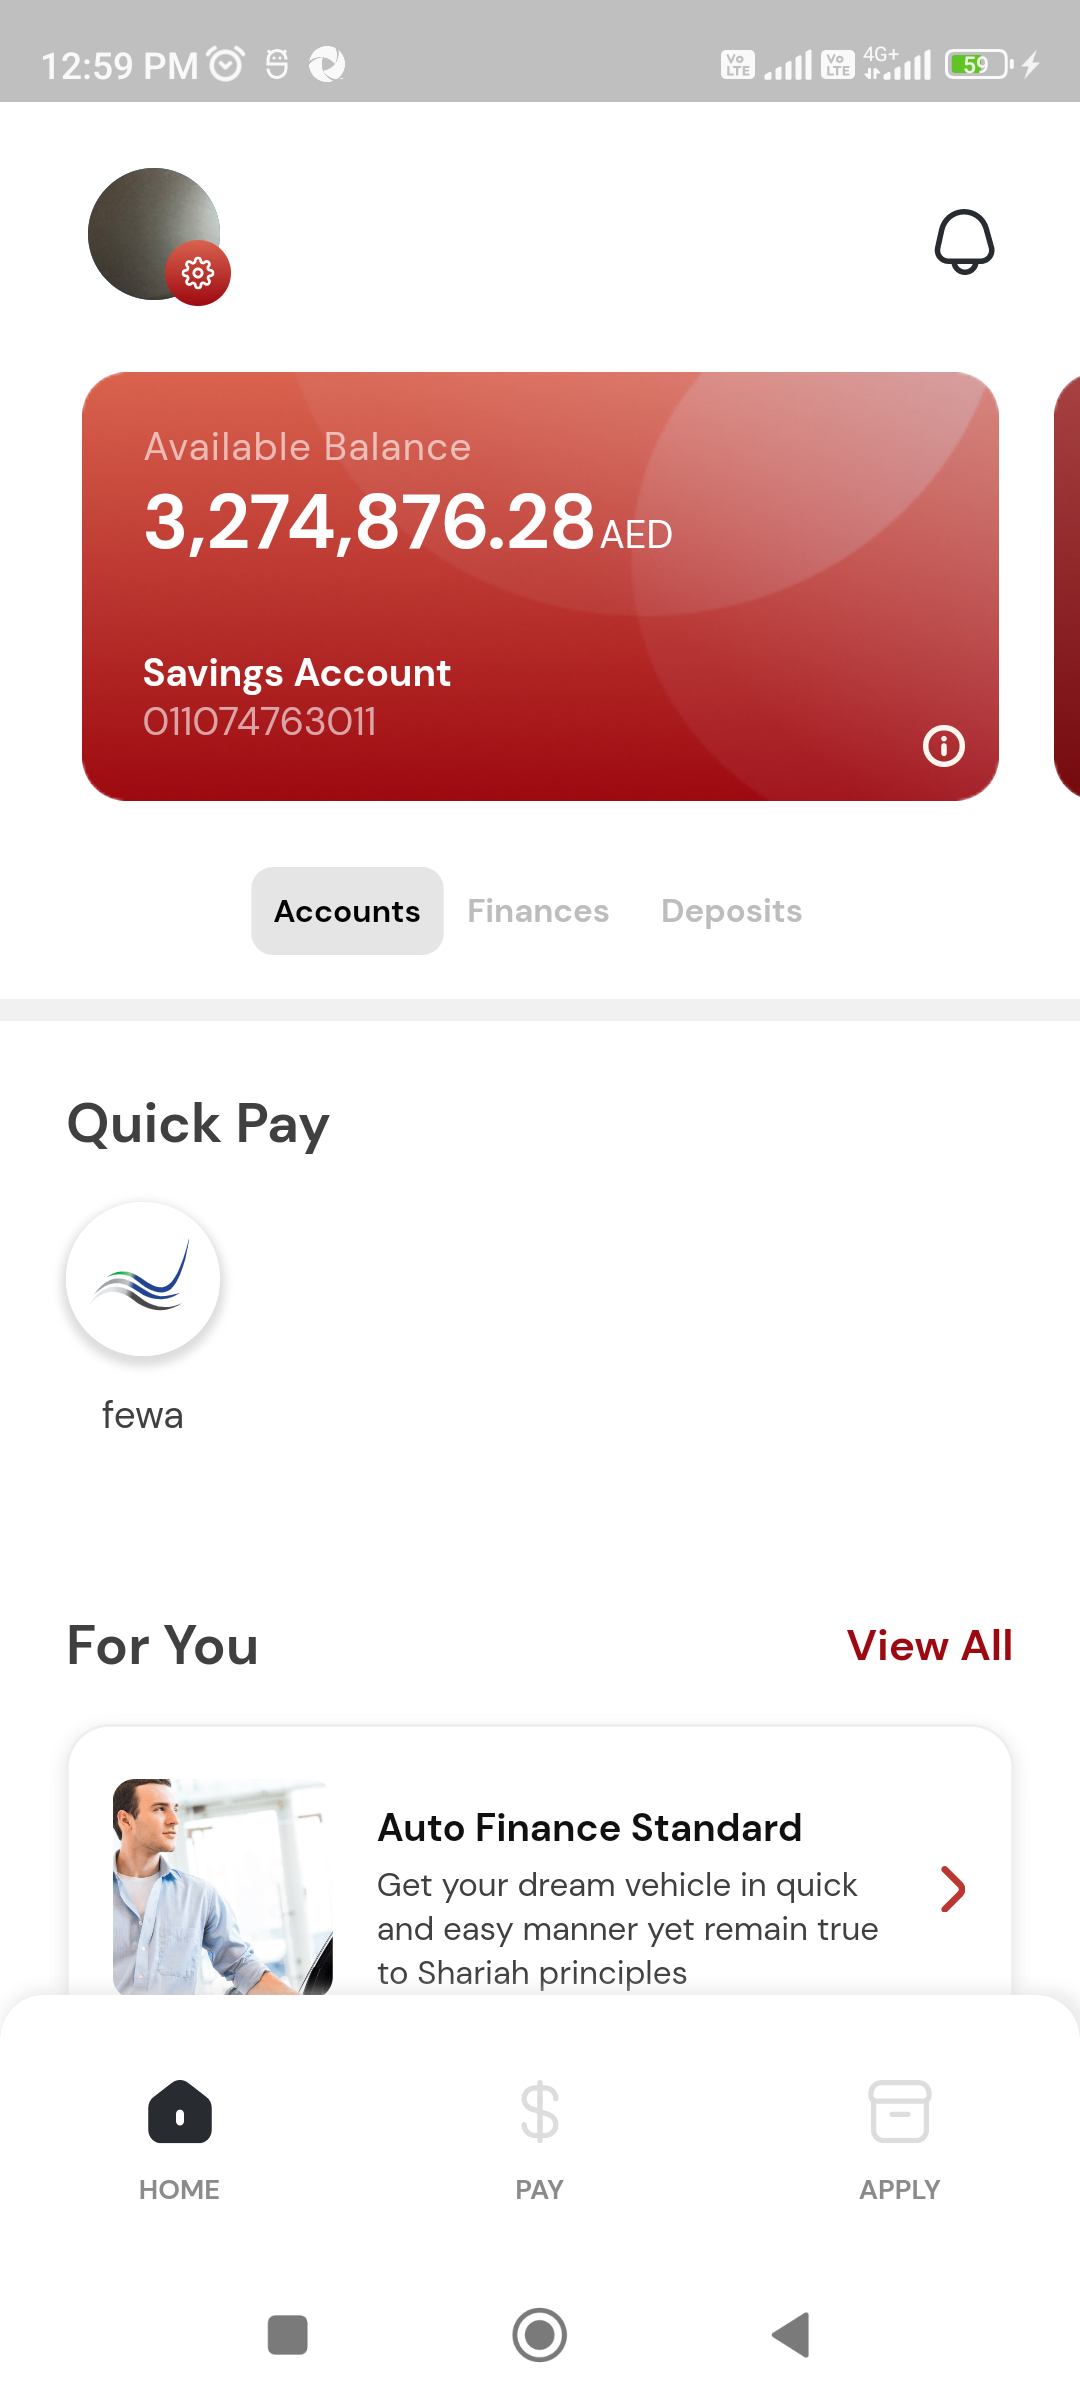 12:59 PM
Vo LTE Vo LTE 4G+ 59
Available Balance
3,274,876.28 AED
Savings Account
011074763011
Accounts Finances Deposits
Quick Pay
fewa
For You View All
Auto Finance Standard
Get your dream vehicle in quick
and easy manner yet remain true
to Shariah principles
HOME PAY APPLY